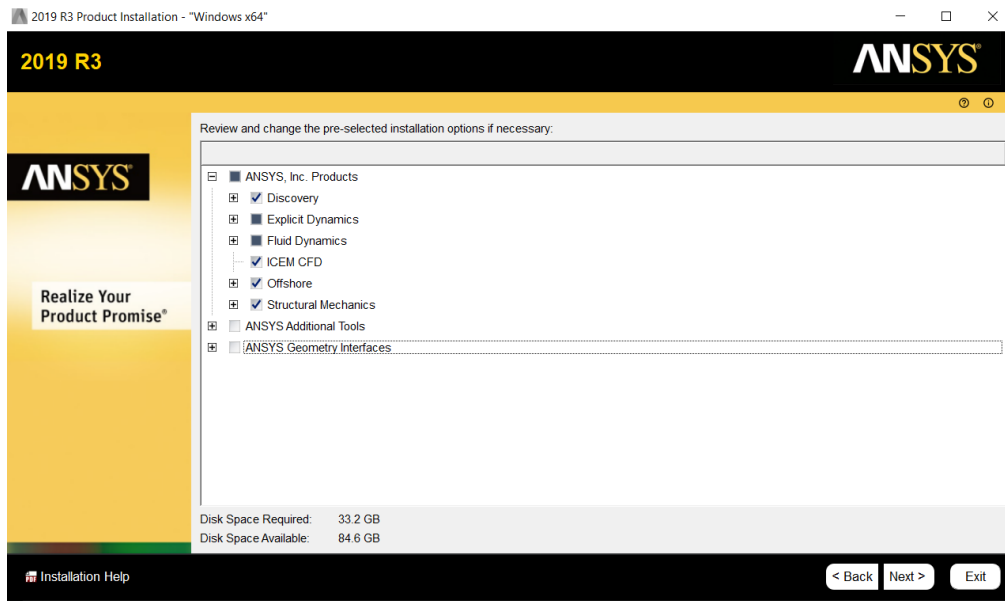 2019 R3 Product Installation - "Windows x64"
2019 R3
ANSYS®
Review and change the pre-selected installation options if necessary:
ANSYS®
ANSYS, Inc. Products
Discovery
Explicit Dynamics
Fluid Dynamics
ICEM CFD
Offshore
Structural Mechanics
ANSYS Additional Tools
ANSYS Geometry Interfaces
Realize Your
Product Promise®
Disk Space Required: 33.2 GB
Disk Space Available: 84.6 GB
Installation Help
< Back Next > Exit